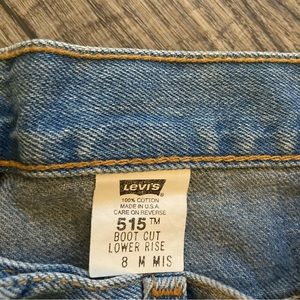 Levi's
100% COTTON
MADE IN U.S.A.
CARE ON REVERSE
515™
BOOT CUT
LOWER RISE
8 M MIS